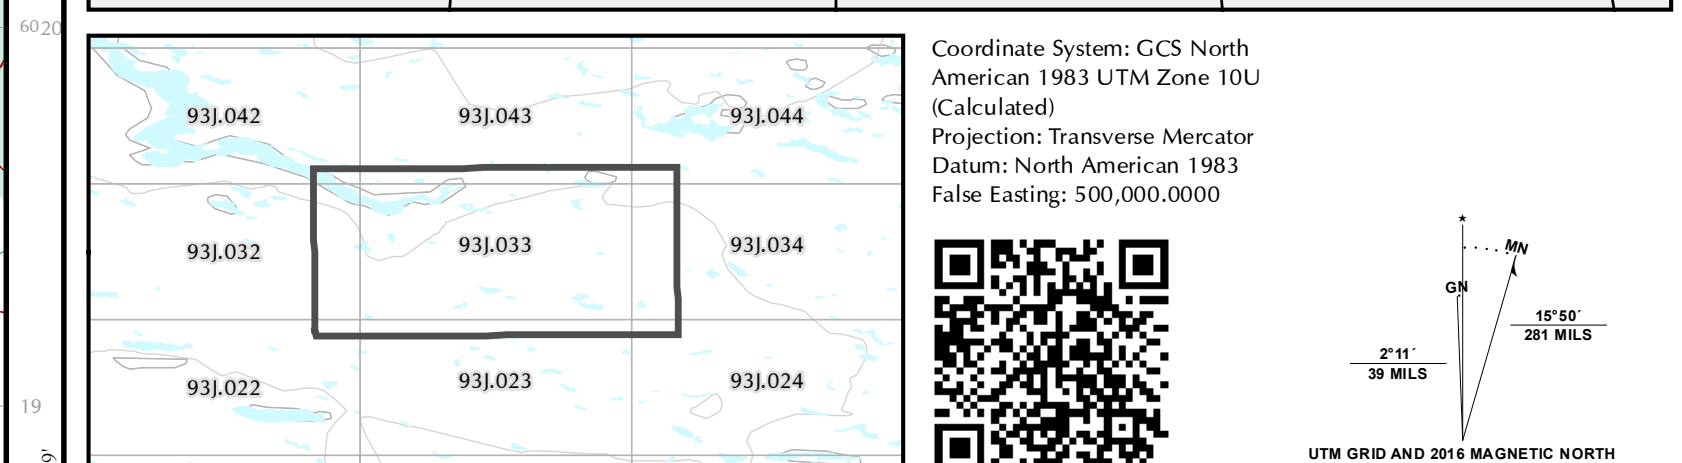 6020
19
9'
93J.042
93J.043
93J.044
93J.032
93J.033
93J.034
93J.022
93J.023
93J.024
Coordinate System: GCS North
American 1983 UTM Zone 10U
(Calculated)
Projection: Transverse Mercator
Datum: North American 1983
False Easting: 500,000.0000
MN
GN
15°50´
281 MILS
2°11´
39 MILS
UTM GRID AND 2016 MAGNETIC NORTH